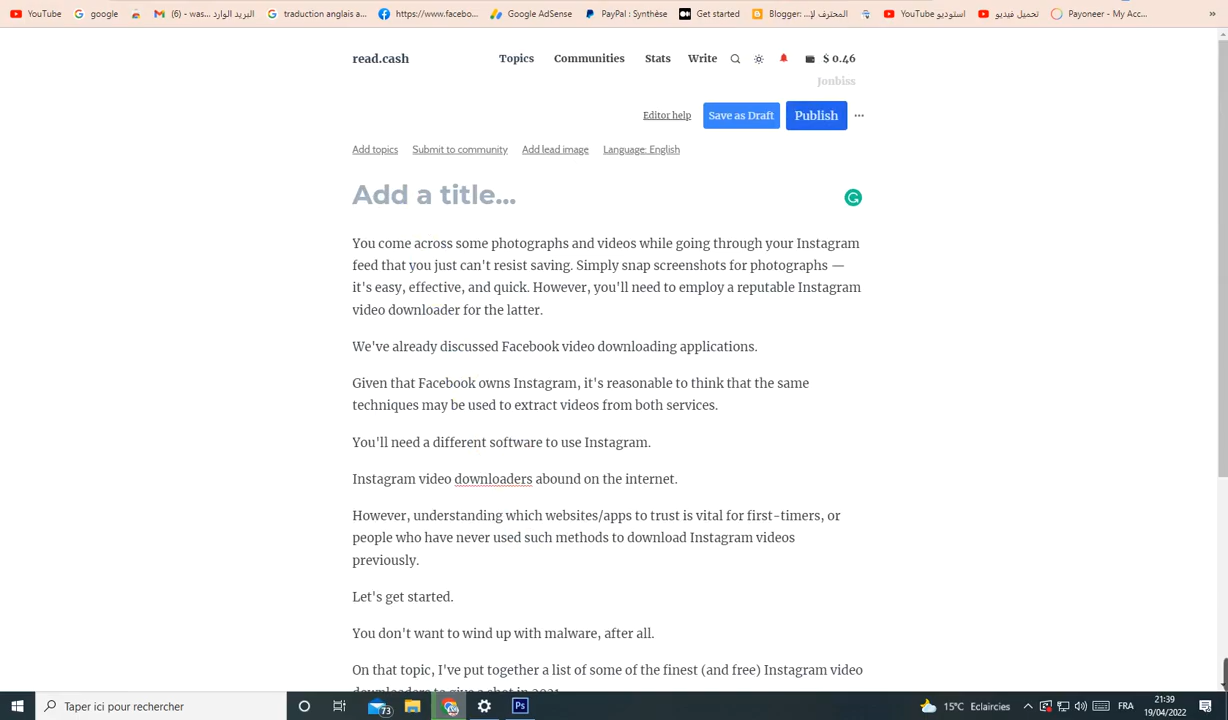 YouTube google (6) - was... البريد الوارد traduction anglais a... https://www.facebo... Google AdSense PayPal : Synthèse Get started Blogger: المحترف للإ... YouTube استوديو تحميل فيديو Payoneer - My Acc... »
read.cash Topics Communities Stats Write $ 0.46
Jonbiss
Editor help Save as Draft Publish ...
Add topics Submit to community Add lead image Language: English
Add a title...
You come across some photographs and videos while going through your Instagram
feed that you just can't resist saving. Simply snap screenshots for photographs —
it's easy, effective, and quick. However, you'll need to employ a reputable Instagram
video downloader for the latter.
We've already discussed Facebook video downloading applications.
Given that Facebook owns Instagram, it's reasonable to think that the same
techniques may be used to extract videos from both services.
You'll need a different software to use Instagram.
Instagram video downloaders abound on the internet.
However, understanding which websites/apps to trust is vital for first-timers, or
people who have never used such methods to download Instagram videos
previously.
Let's get started.
You don't want to wind up with malware, after all.
On that topic, I've put together a list of some of the finest (and free) Instagram video
downloaders to give a shot in 2021.
Taper ici pour rechercher 73 Ps 15°C Eclaircies FRA 21:39
19/04/2022